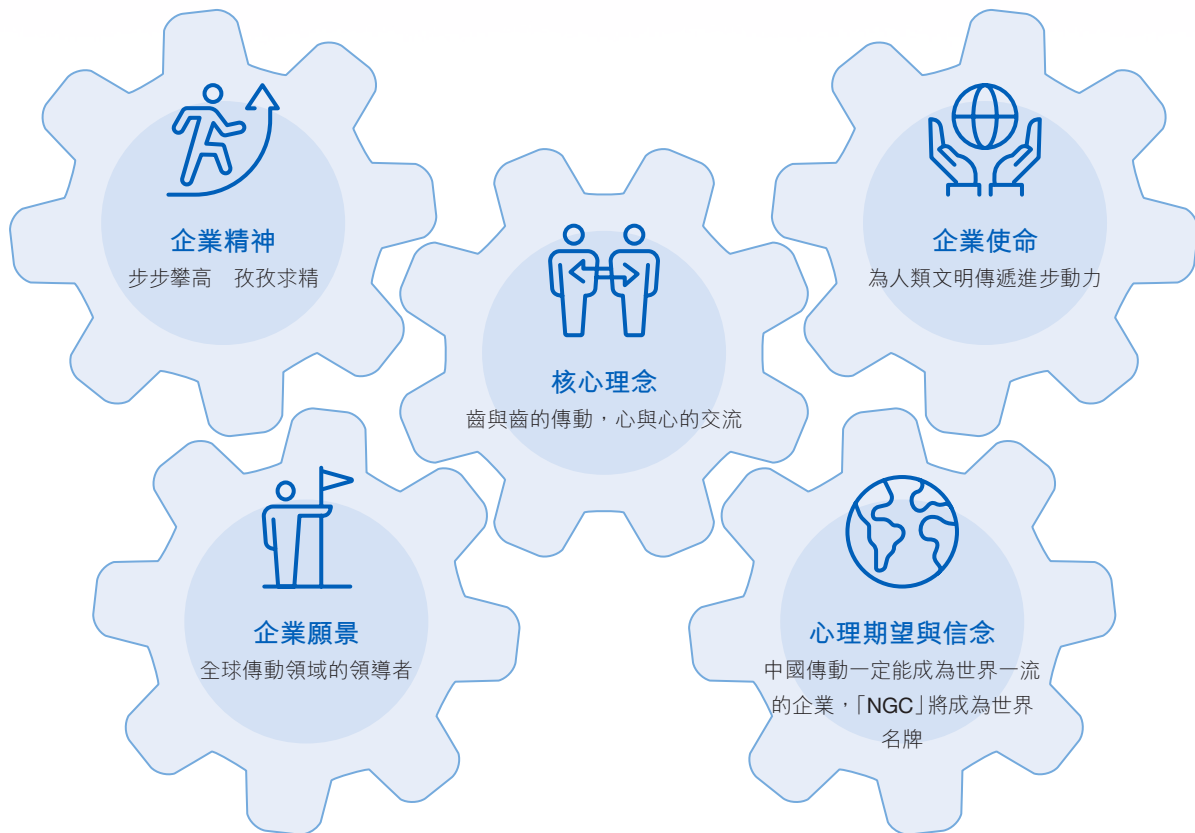 企業精神
步步攀高　孜孜求精
企業使命
為人類文明傳遞進步動力
核心理念
齒與齒的傳動，心與心的交流
企業願景
全球傳動領域的領導者
心理期望與信念
中國傳動一定能成為世界一流
的企業，「NGC」將成為世界
名牌